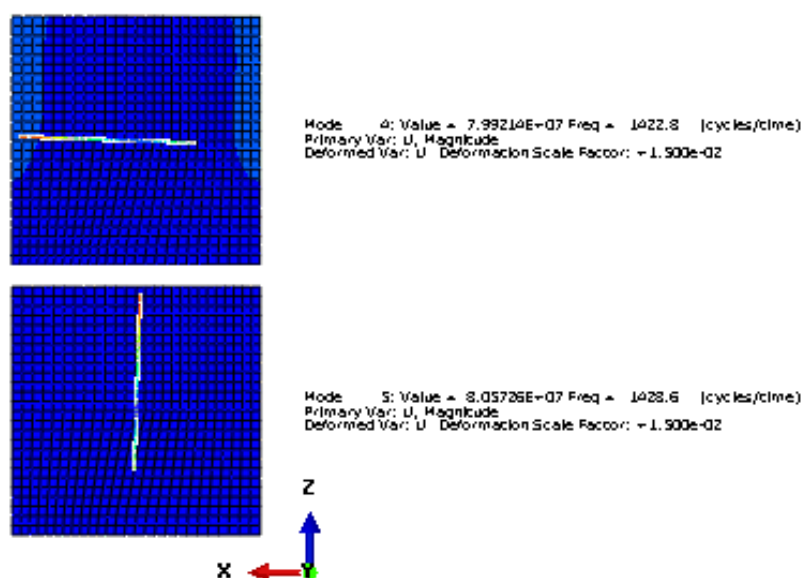 Mode 4: Value = 7.99214E+07 Freq = 1422.8 (cycles/time)
Primary Var: U, Magnitude
Deformed Var: U Deformation Scale Factor: +1.500e-02
Mode 5: Value = 8.05726E+07 Freq = 1428.6 (cycles/time)
Primary Var: U, Magnitude
Deformed Var: U Deformation Scale Factor: +1.500e-02
Z
X Y